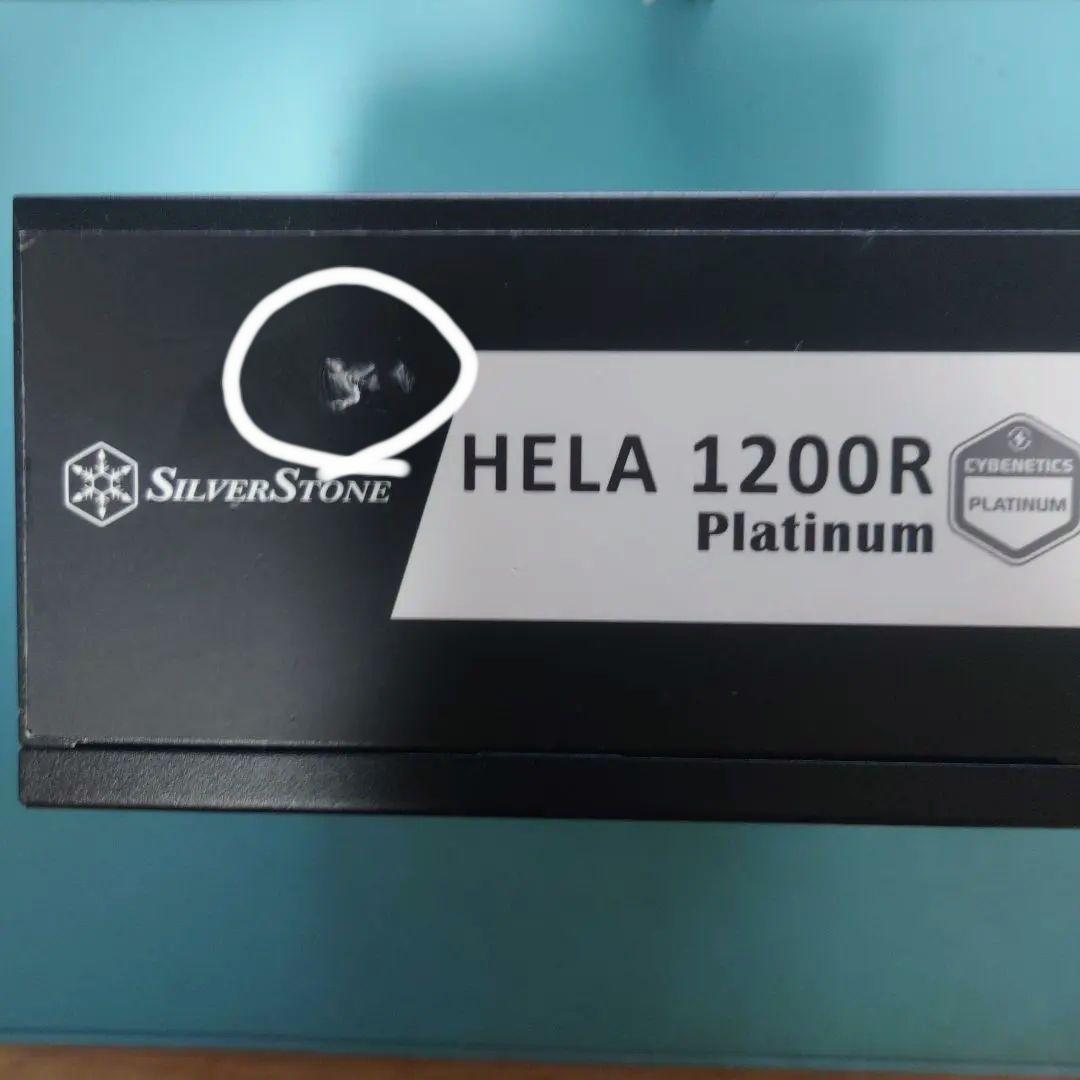 SILVERSTONE
HELA 1200R
Platinum
CYBENETICS
PLATINUM